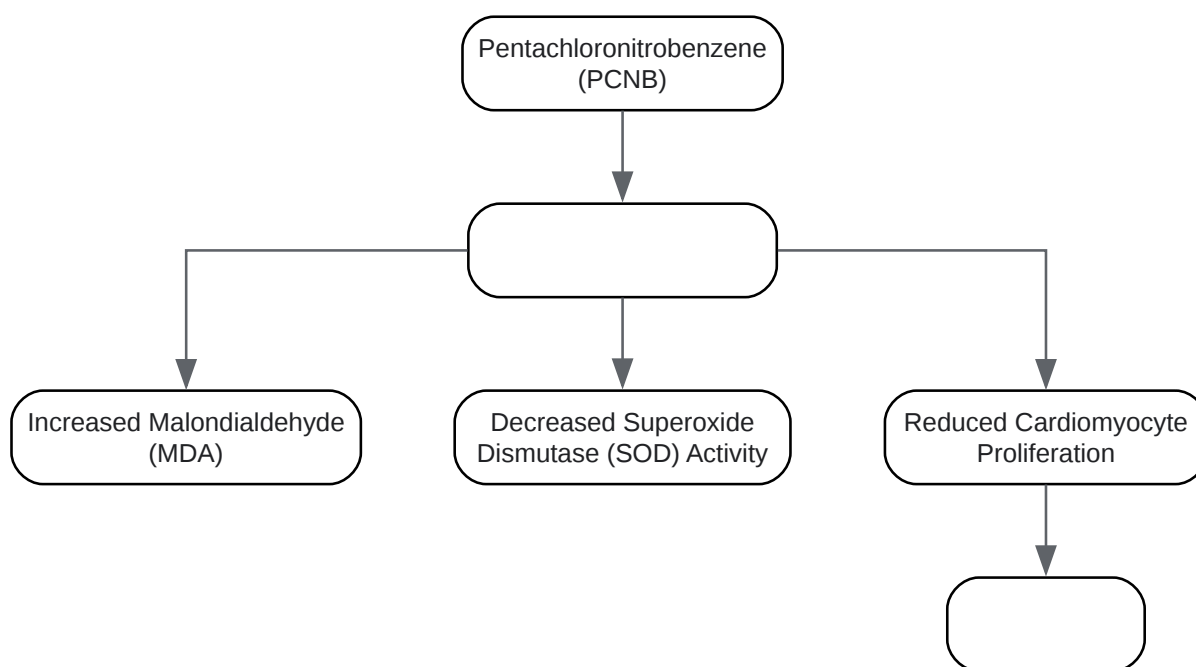 Pentachloronitrobenzene
(PCNB)
Increased Malondialdehyde
(MDA)
Decreased Superoxide
Dismutase (SOD) Activity
Reduced Cardiomyocyte
Proliferation